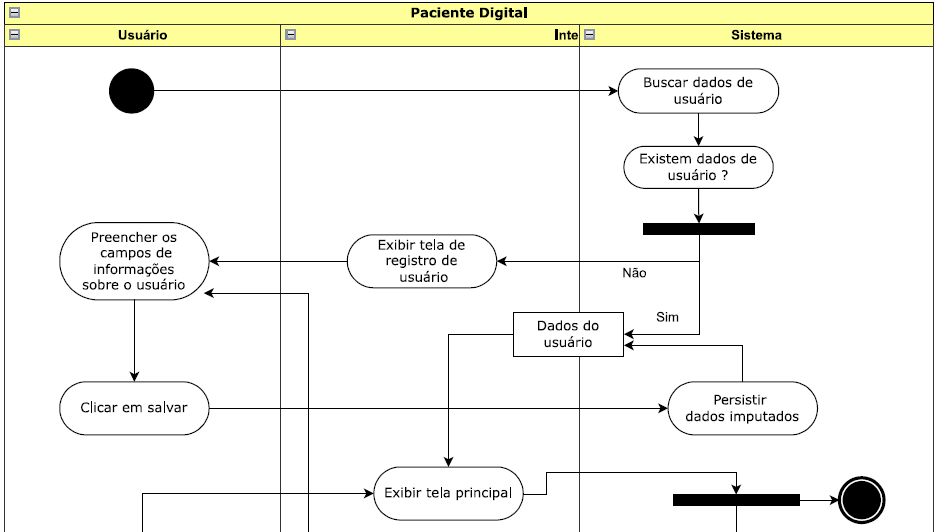 Paciente Digital
Usuário
Inte
Sistema
Buscar dados de
usuário
Existem dados de
usuário ?
Preencher os
campos de
informações
sobre o usuário
Exibir tela de
registro de
usuário
Não
Sim
Dados do
usuário
Clicar em salvar
Persistir
dados imputados
Exibir tela principal